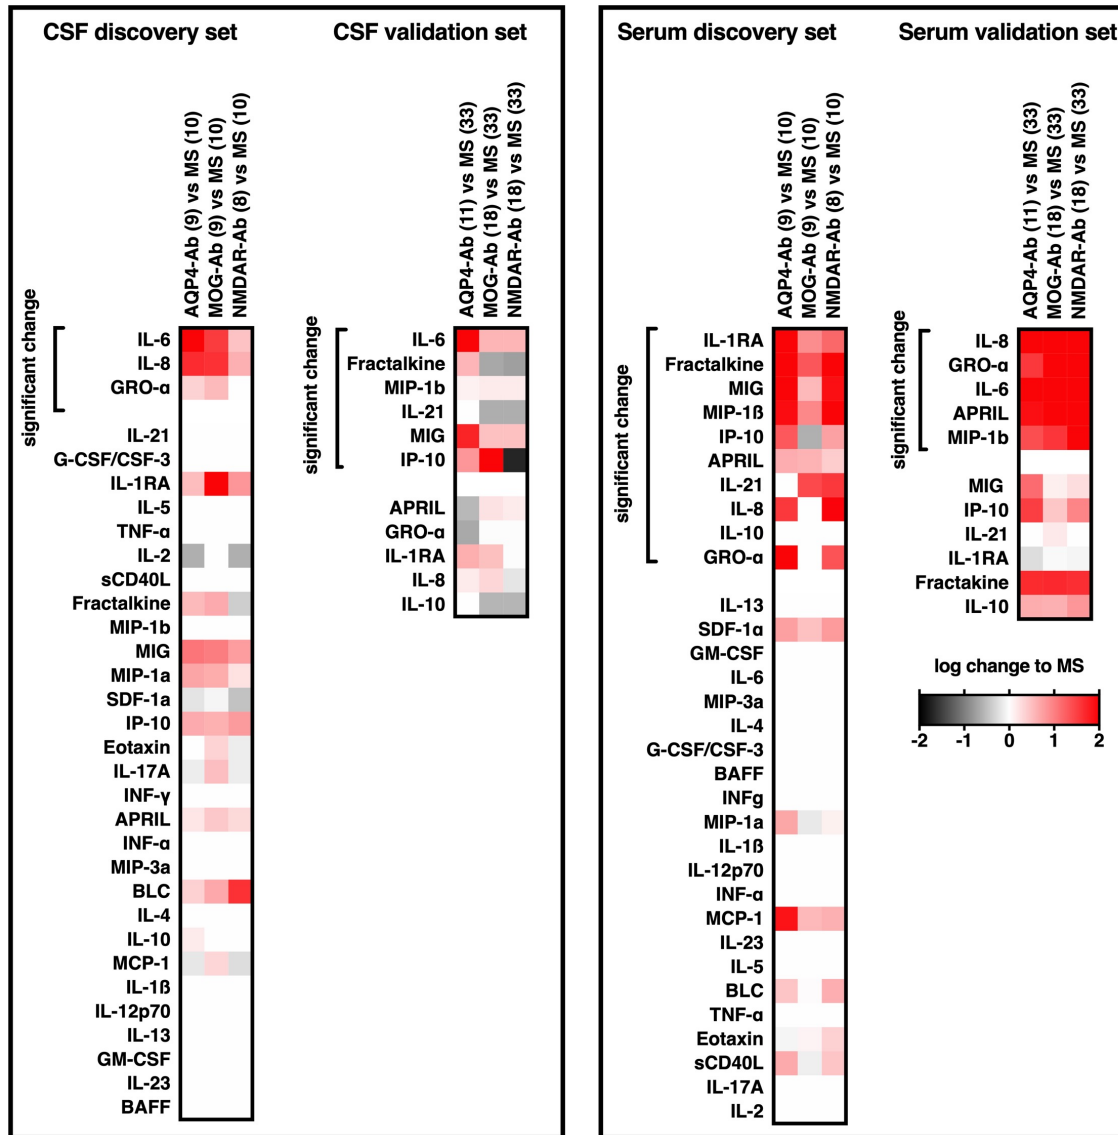 CSF discovery set
AQP4-Ab (9) vs MS (10)
MOG-Ab (9) vs MS (10)
NMDAR-Ab (8) vs MS (10)
significant change
IL-6
IL-8
GRO-α
IL-21
G-CSF/CSF-3
IL-1RA
IL-5
TNF-α
IL-2
sCD40L
Fractalkine
MIP-1b
MIG
MIP-1a
SDF-1a
IP-10
Eotaxin
IL-17A
INF-γ
APRIL
INF-α
MIP-3a
BLC
IL-4
IL-10
MCP-1
IL-1ß
IL-12p70
IL-13
GM-CSF
IL-23
BAFF
CSF validation set
AQP4-Ab (11) vs MS (33)
MOG-Ab (18) vs MS (33)
NMDAR-Ab (18) vs MS (33)
significant change
IL-6
Fractalkine
MIP-1b
IL-21
MIG
IP-10
APRIL
GRO-α
IL-1RA
IL-8
IL-10
Serum discovery set
AQP4-Ab (9) vs MS (10)
MOG-Ab (9) vs MS (10)
NMDAR-Ab (8) vs MS (10)
significant change
IL-1RA
Fractalkine
MIG
MIP-1ß
IP-10
APRIL
IL-21
IL-8
IL-10
GRO-α
IL-13
SDF-1α
GM-CSF
IL-6
MIP-3a
IL-4
G-CSF/CSF-3
BAFF
INFg
MIP-1a
IL-1ß
IL-12p70
INF-α
MCP-1
IL-23
IL-5
BLC
TNF-α
Eotaxin
sCD40L
IL-17A
IL-2
Serum validation set
AQP4-Ab (11) vs MS (33)
MOG-Ab (18) vs MS (33)
NMDAR-Ab (18) vs MS (33)
significant change
IL-8
GRO-α
IL-6
APRIL
MIP-1b
MIG
IP-10
IL-21
IL-1RA
Fractakine
IL-10
log change to MS
-2 -1 0 1 2